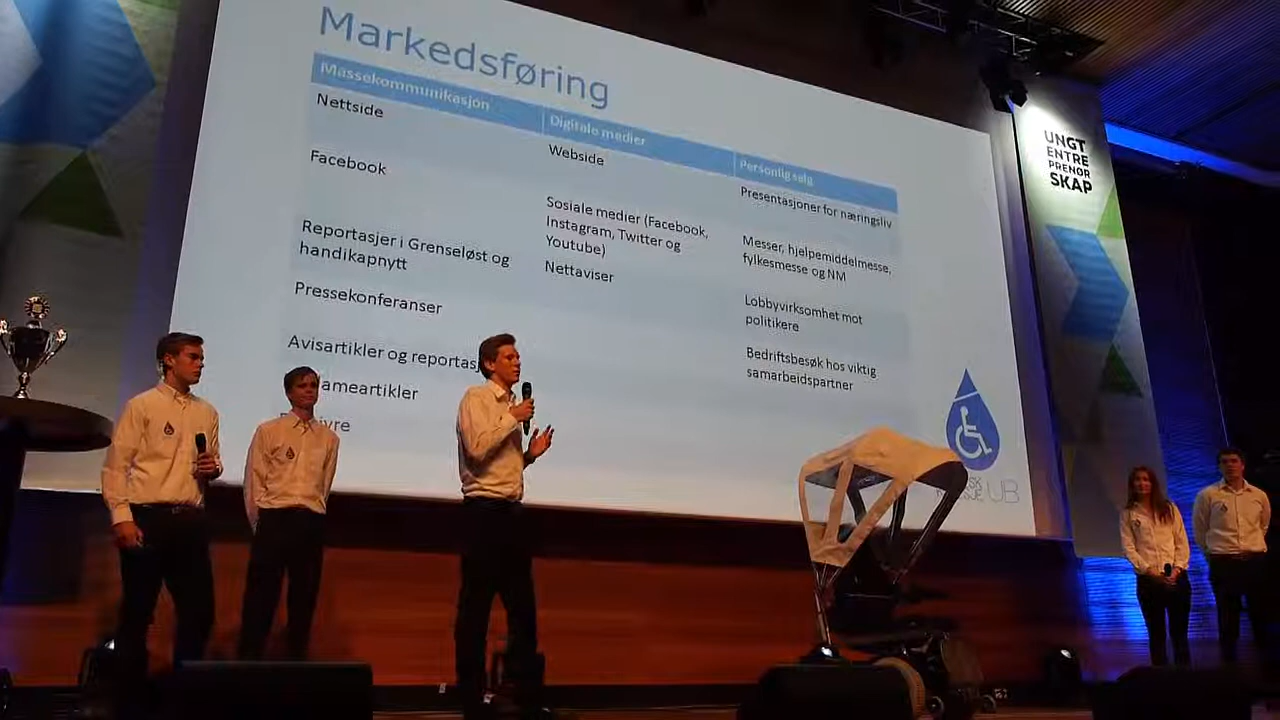 Markedsføring
Massekommunikasjon
Digitale medier
Personlig salg
Nettside
Webside
Presentasjoner for næringsliv
Facebook
Sosiale medier (Facebook,
Instagram, Twitter og
Youtube)
Messer, hjelpemiddelmesse,
fylkesmesse og NM
Reportasjer i Grenseløst og
handikapnytt
Nettaviser
Lobbyvirksomhet mot
politikere
Pressekonferanser
Bedriftsbesøk hos viktig
samarbeidspartner
Avisartikler og reportasj
ameartikler
UB
UNGT
ENTRE
PRENØR
SKAP